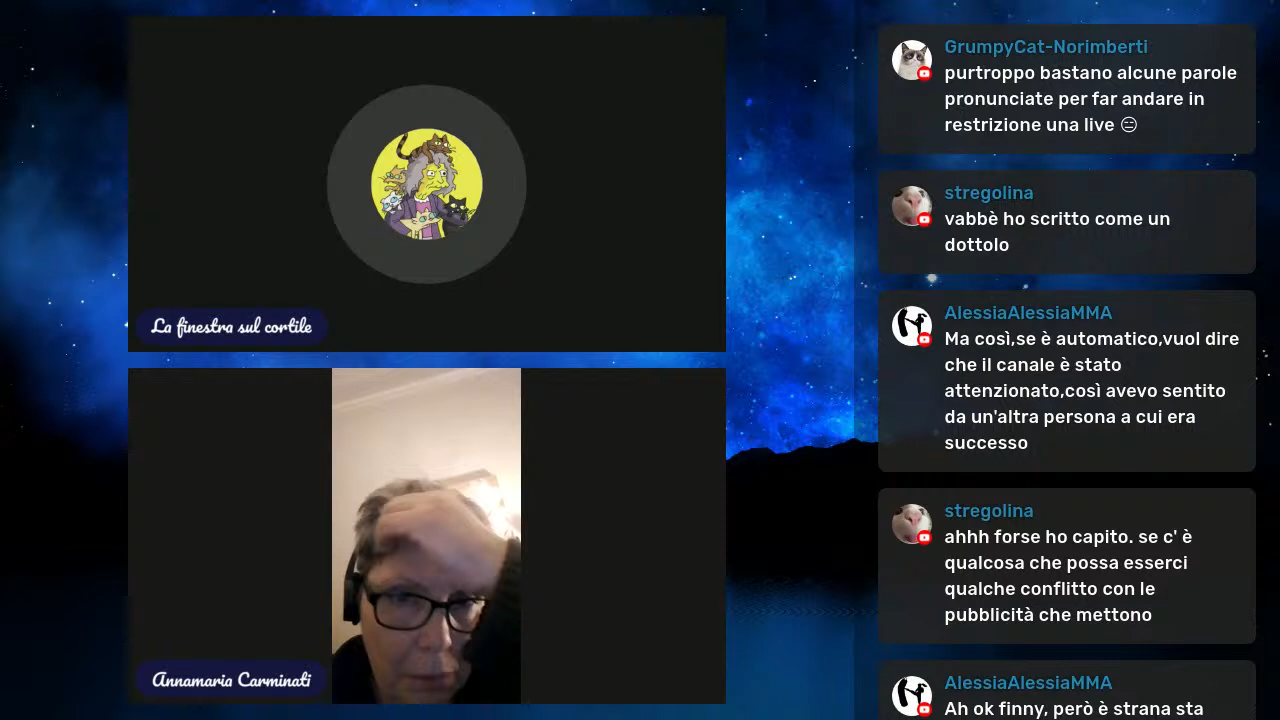 La finestra sul cortile
Annamaria Carminati
GrumpyCat-Norimberti
purtroppo bastano alcune parole
pronunciate per far andare in
restrizione una live 😑
stregolina
vabbè ho scritto come un
dottolo
AlessiaAlessiaMMA
Ma così,se è automatico,vuol dire
che il canale è stato
attenzionato,così avevo sentito
da un'altra persona a cui era
successo
stregolina
ahhh forse ho capito. se c' è
qualcosa che possa esserci
qualche conflitto con le
pubblicità che mettono
AlessiaAlessiaMMA
Ah ok finny, però è strana sta